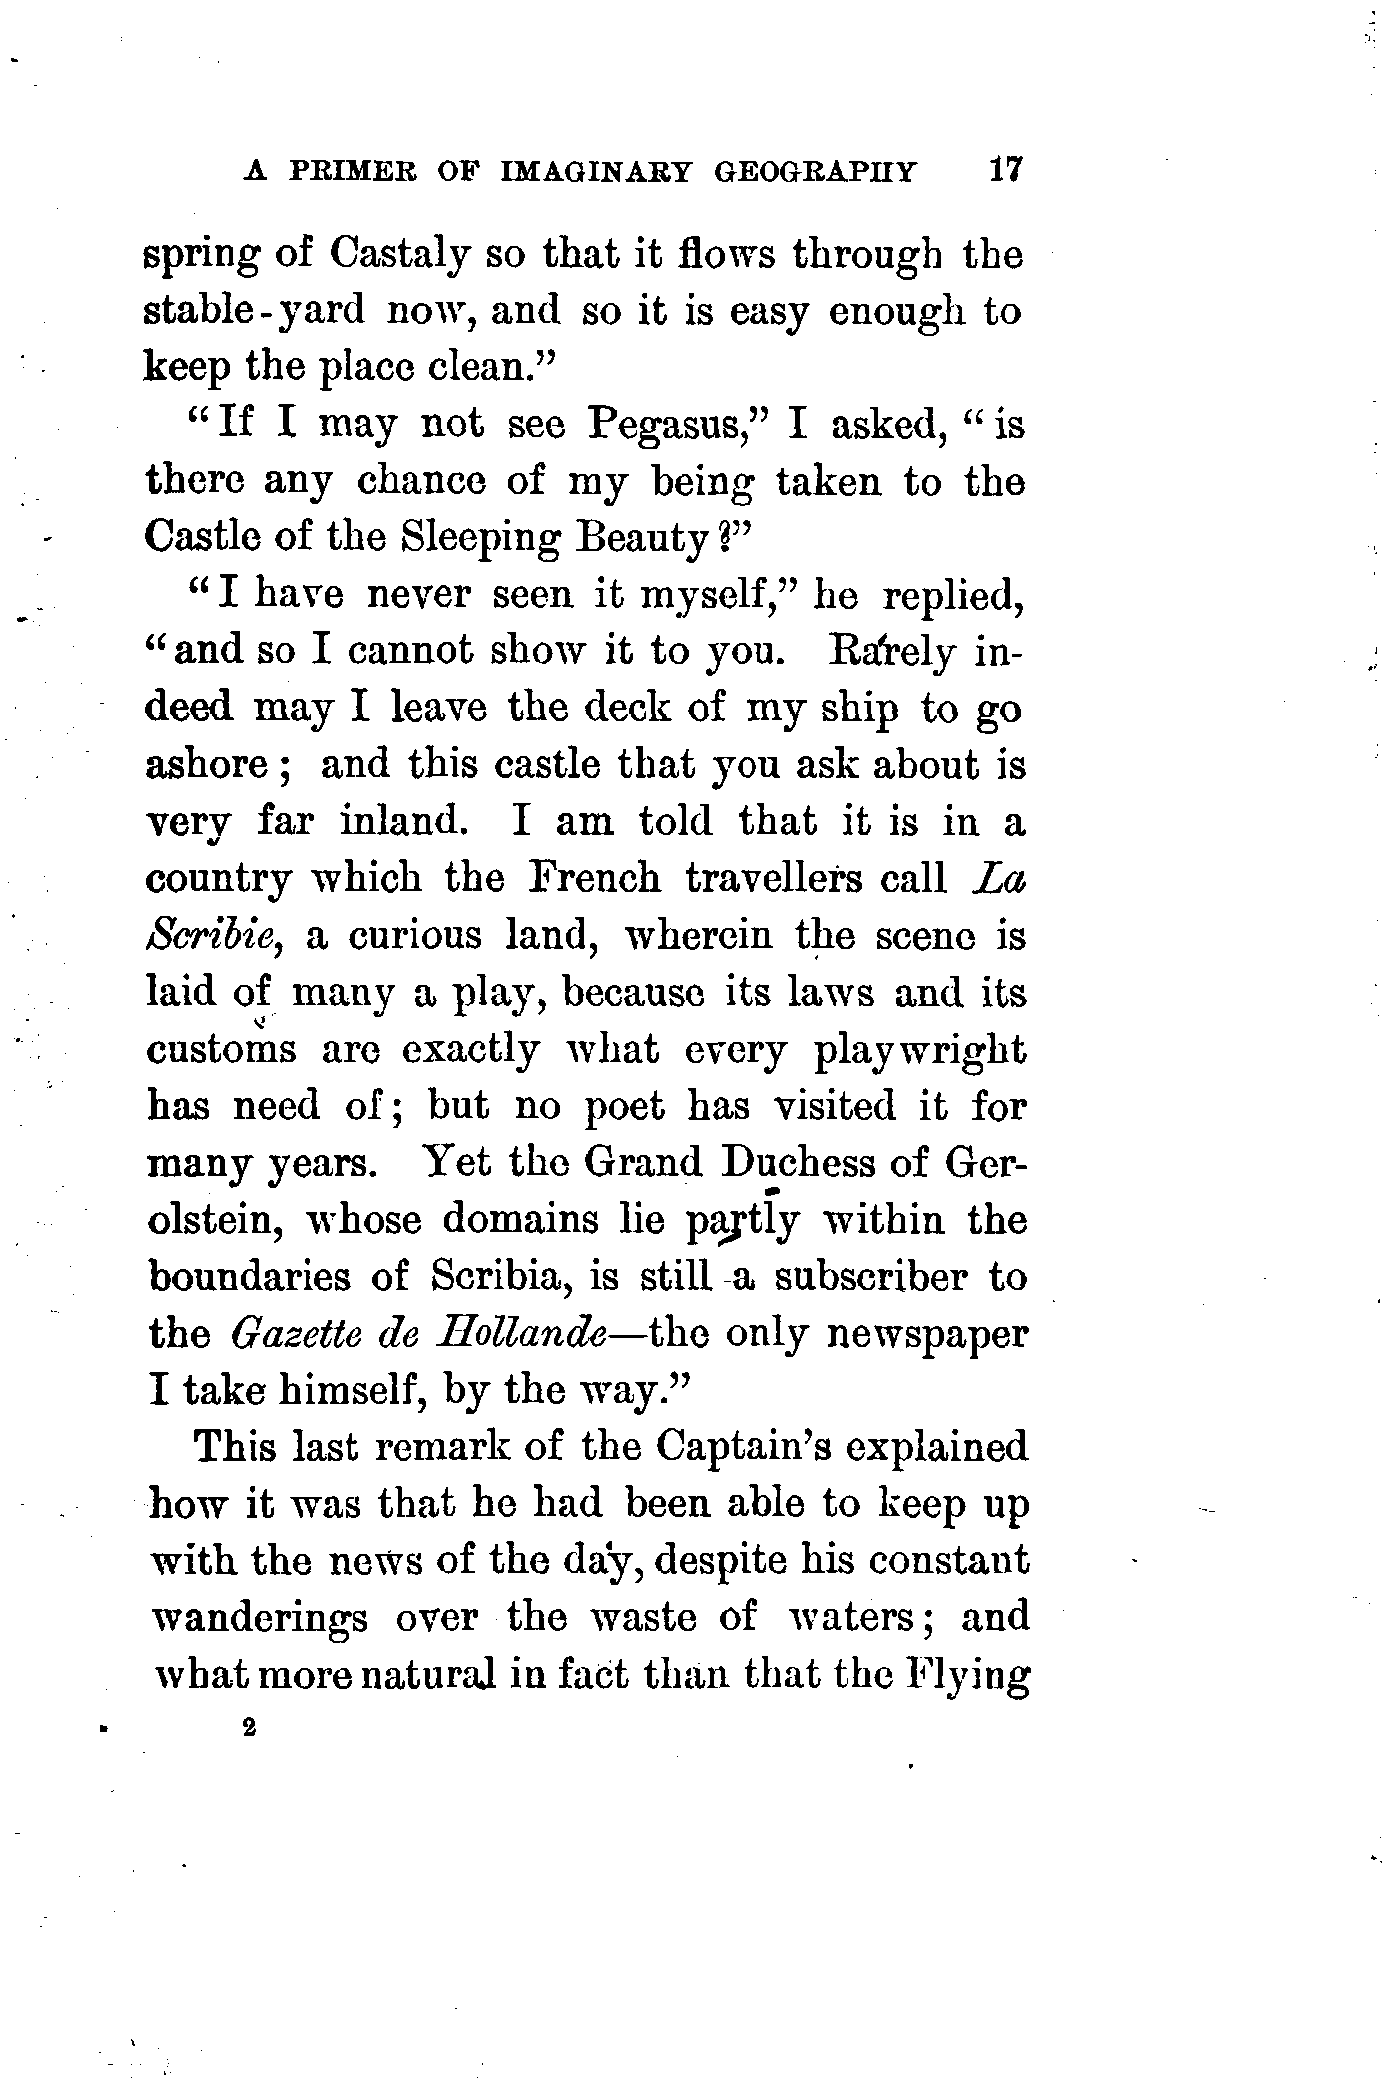 A PRIMER OF IMAGINARY GEOGRAPHY 17
spring of Castaly so that it flows through the
stable-yard now, and so it is easy enough to
keep the place clean."
"If I may not see Pegasus," I asked, "is
there any chance of my being taken to the
Castle of the Sleeping Beauty?"
"I have never seen it myself," he replied,
"and so I cannot show it to you. Rarely in-
deed may I leave the deck of my ship to go
ashore; and this castle that you ask about is
very far inland. I am told that it is in a
country which the French travellers call La
Scribie, a curious land, wherein the scene is
laid of many a play, because its laws and its
customs are exactly what every playwright
has need of; but no poet has visited it for
many years. Yet the Grand Duchess of Ger-
olstein, whose domains lie partly within the
boundaries of Scribia, is still a subscriber to
the Gazette de Hollande—the only newspaper
I take himself, by the way."
This last remark of the Captain's explained
how it was that he had been able to keep up
with the news of the day, despite his constant
wanderings over the waste of waters; and
what more natural in fact than that the Flying
2